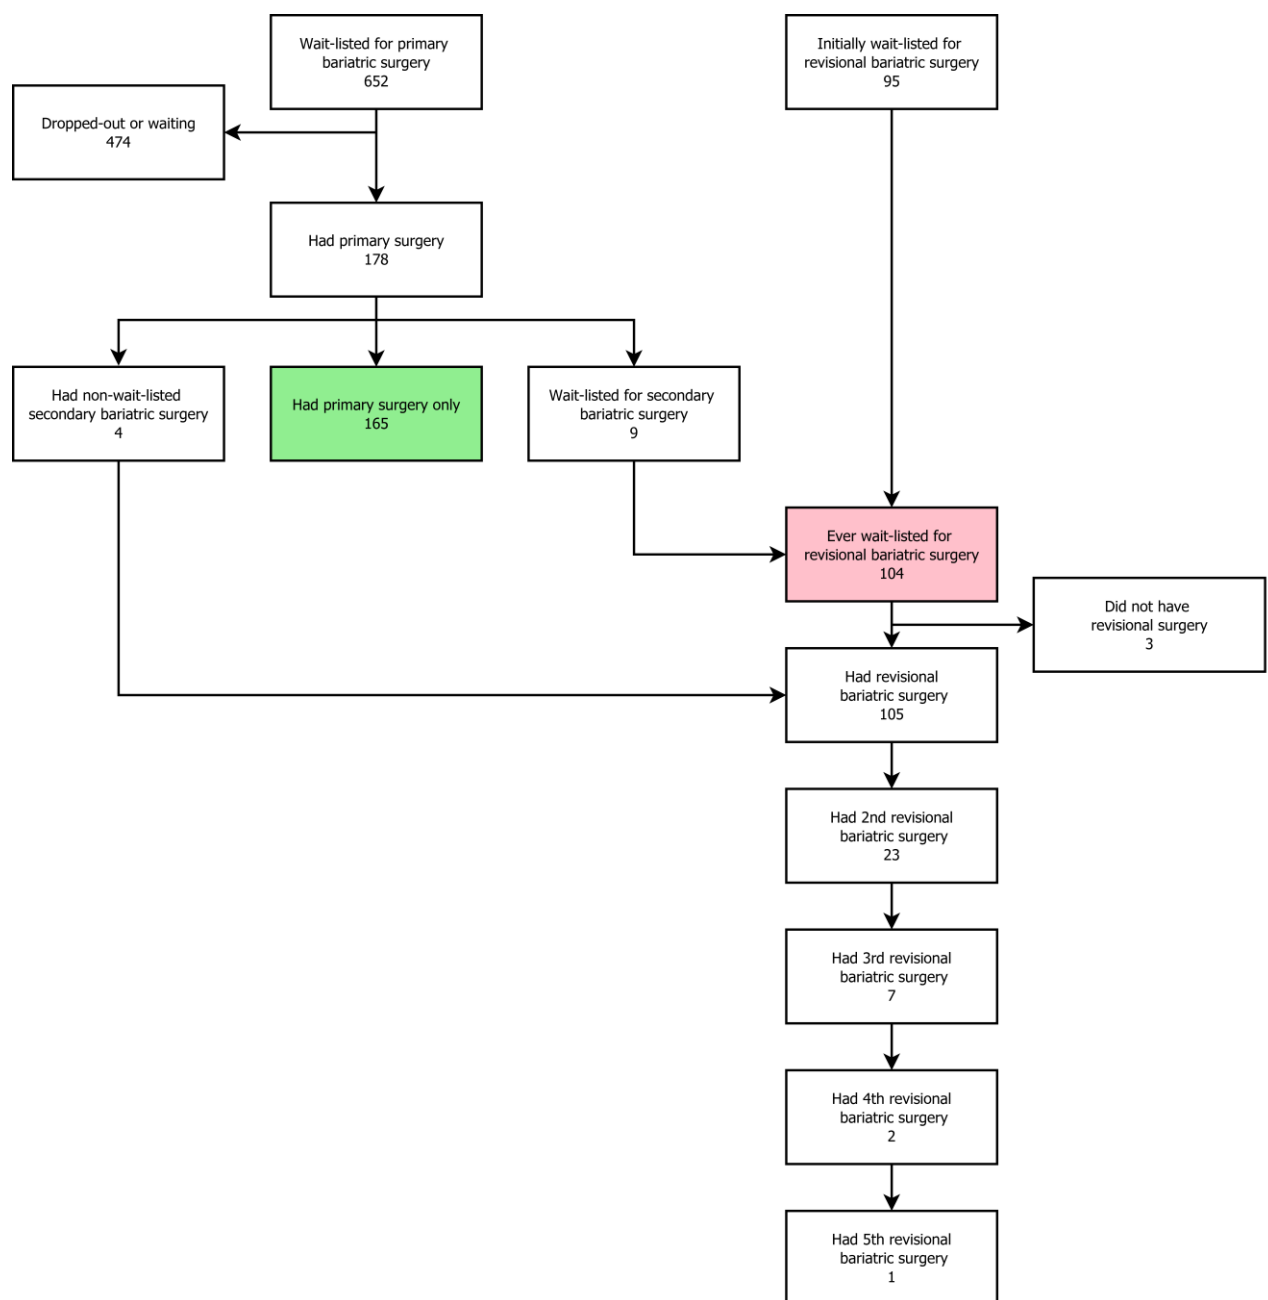 Wait-listed for primary
bariatric surgery
652
Initially wait-listed for
revisional bariatric surgery
95
Dropped-out or waiting
474
Had primary surgery
178
Had non-wait-listed
secondary bariatric surgery
4
Had primary surgery only
165
Wait-listed for secondary
bariatric surgery
9
Ever wait-listed for
revisional bariatric surgery
104
Did not have
revisional surgery
3
Had revisional
bariatric surgery
105
Had 2nd revisional
bariatric surgery
23
Had 3rd revisional
bariatric surgery
7
Had 4th revisional
bariatric surgery
2
Had 5th revisional
bariatric surgery
1